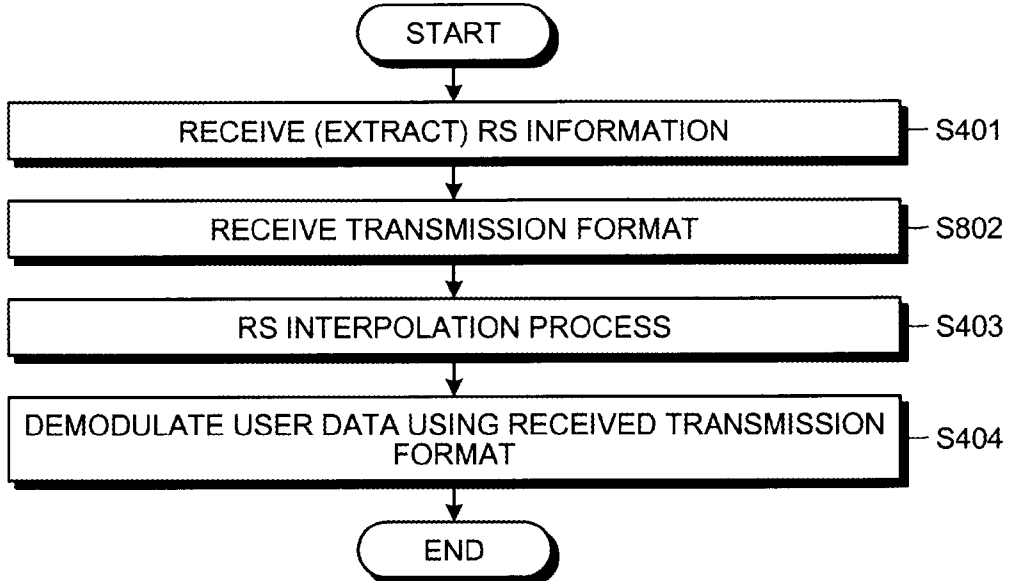 START
RECEIVE (EXTRACT) RS INFORMATION
S401
RECEIVE TRANSMISSION FORMAT
S802
RS INTERPOLATION PROCESS
S403
DEMODULATE USER DATA USING RECEIVED TRANSMISSION
FORMAT
S404
END